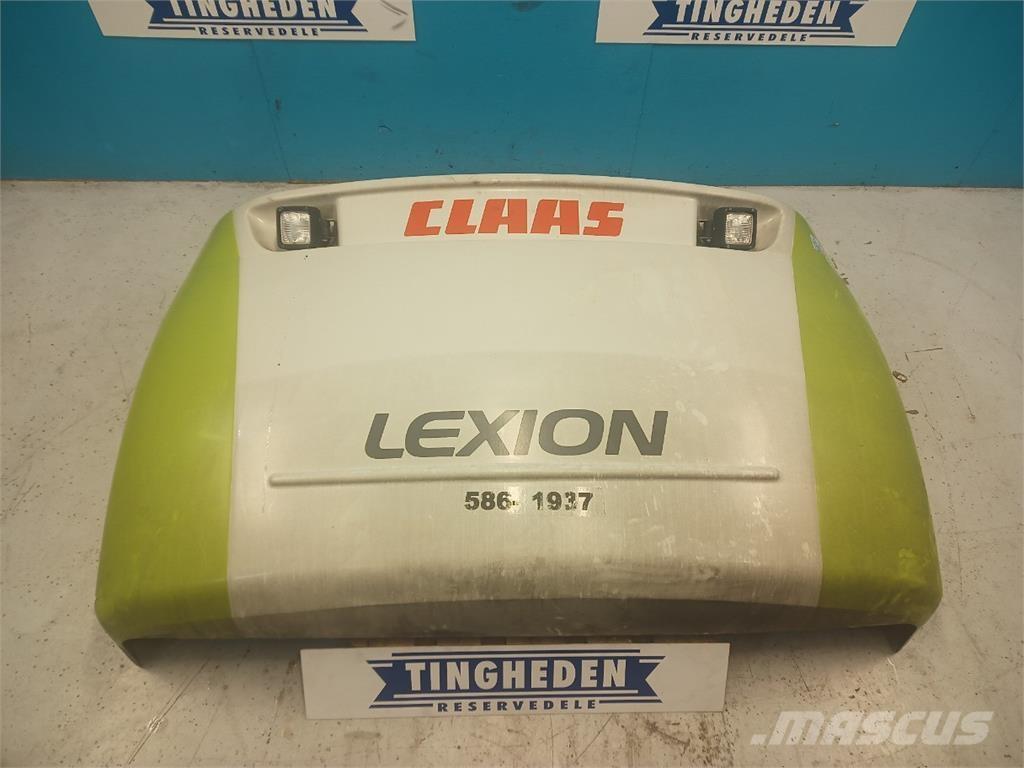 TINGHEDEN
RESERVEDELE
TINGHEDEN
RESERVEDELE
CLAAS
LEXION
586- 1937
TINGHEDEN
RESERVEDELE
mascus